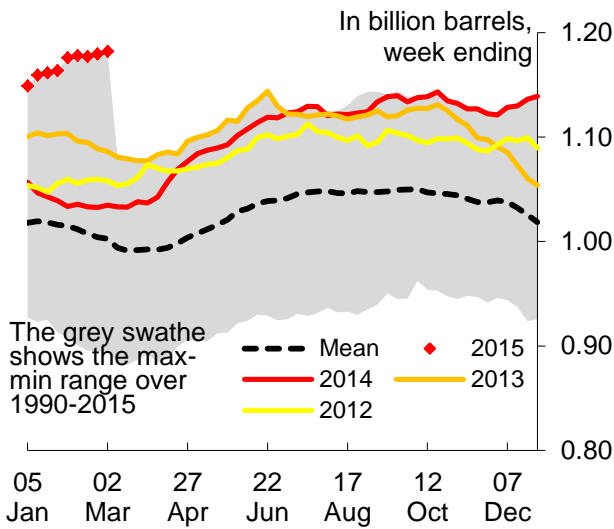 In billion barrels,
week ending
1.20
1.10
1.00
0.90
0.80
The grey swathe
shows the max-
min range over
1990-2015
Mean
2015
2014
2013
2012
05 02 27 22 17 12 07
Jan Mar Apr Jun Aug Oct Dec